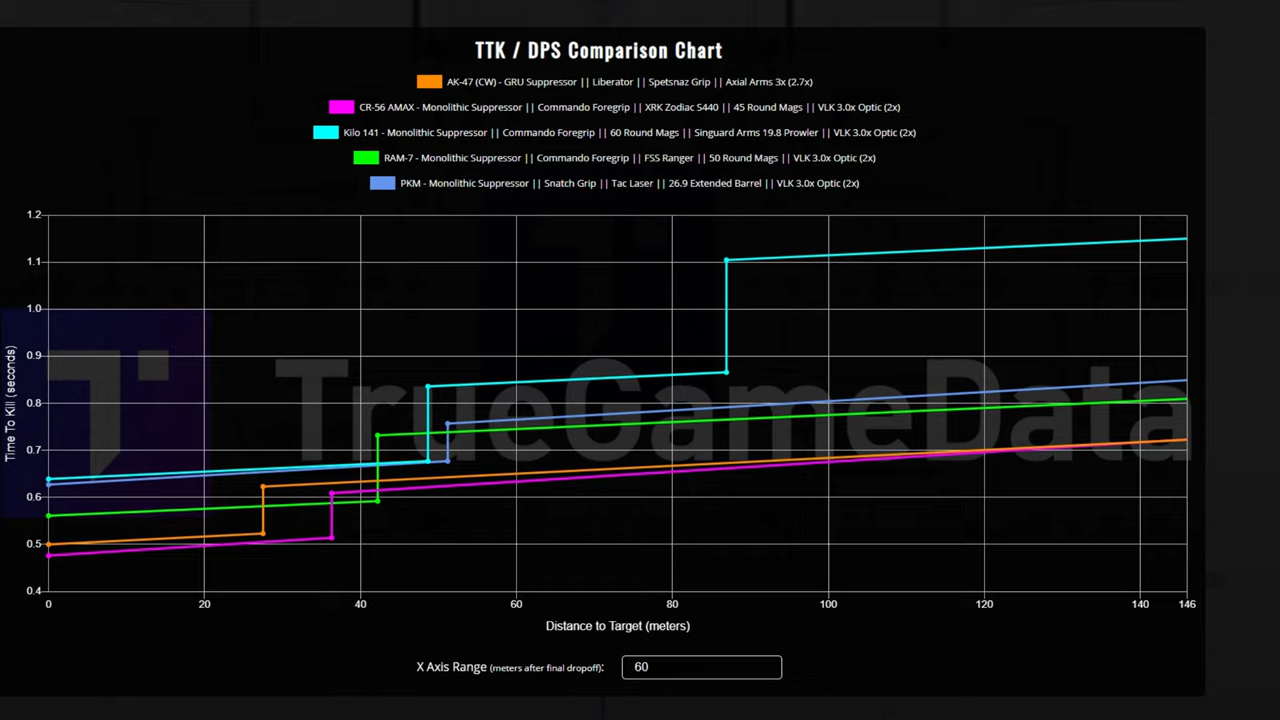 TTK / DPS Comparison Chart
AK-47 (CW) - GRU Suppressor || Liberator || Spetsnaz Grip || Axial Arms 3x (2.7x)
CR-56 AMAX - Monolithic Suppressor || Commando Foregrip || XRK Zodiac S440 || 45 Round Mags || VLK 3.0x Optic (2x)
Kilo 141 - Monolithic Suppressor || Commando Foregrip || 60 Round Mags || Singuard Arms 19.8 Prowler || VLK 3.0x Optic (2x)
RAM-7 - Monolithic Suppressor || Commando Foregrip || FSS Ranger || 50 Round Mags || VLK 3.0x Optic (2x)
PKM - Monolithic Suppressor || Snatch Grip || Tac Laser || 26.9 Extended Barrel || VLK 3.0x Optic (2x)
Time To Kill (seconds)
1.2
1.1
1.0
0.9
0.8
0.7
0.6
0.5
0.4
TrueGameData
0 20 40 60 80 100 120 140 146
Distance to Target (meters)
X Axis Range (meters after final dropoff): 60